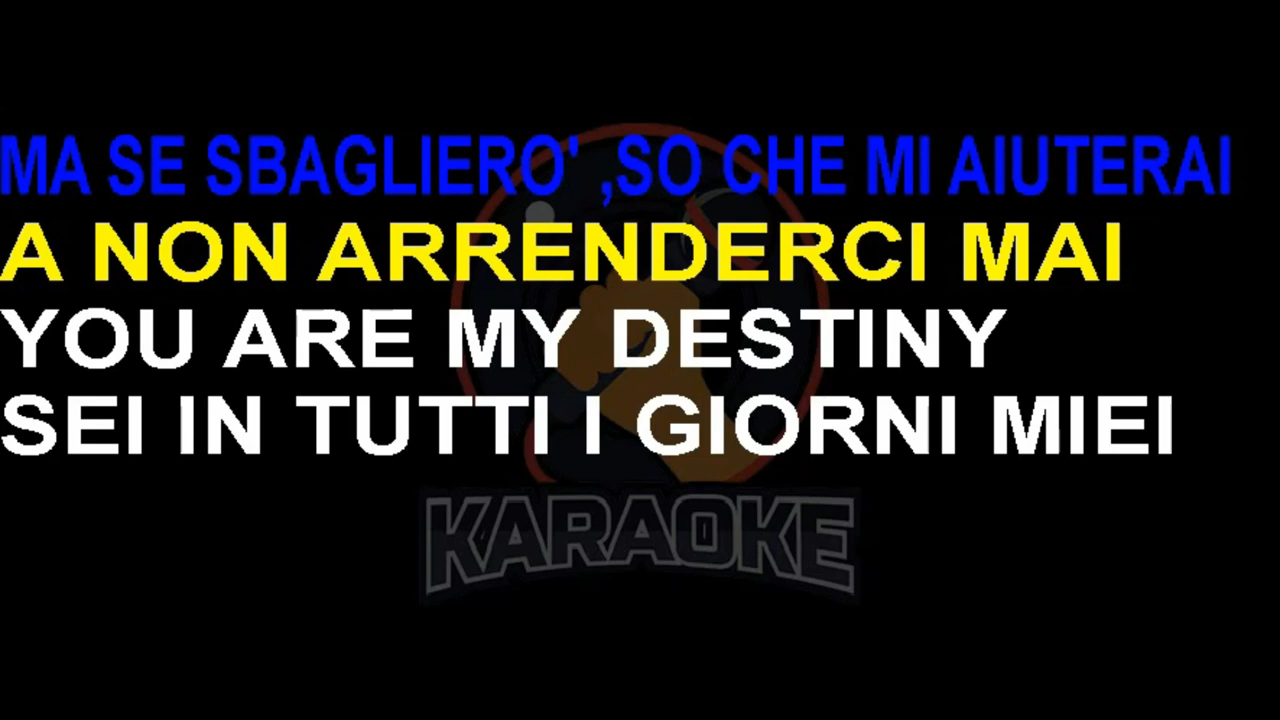 MA SE SBAGLIERO' ,SO CHE MI AIUTERAI
A NON ARRENDERCI MAI
YOU ARE MY DESTINY
SEI IN TUTTI I GIORNI MIEI
KARAOKE